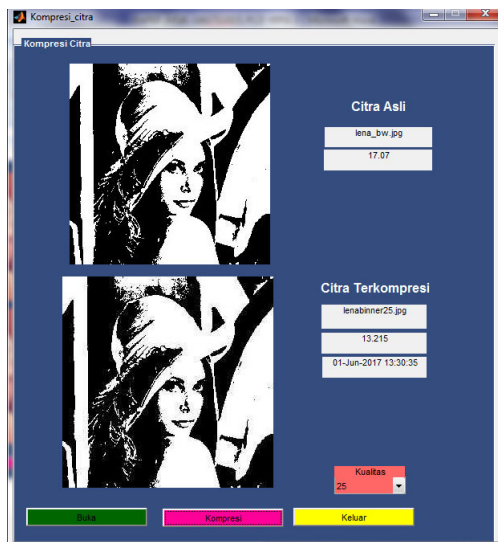 Kompresi_citra
Kompresi Citra
Citra Asli
lena_bw.jpg
17.07
Citra Terkompresi
lenabinner25.jpg
13.215
01-Jun-2017 13:30:35
Kualitas
25
Buka
Kompresi
Keluar